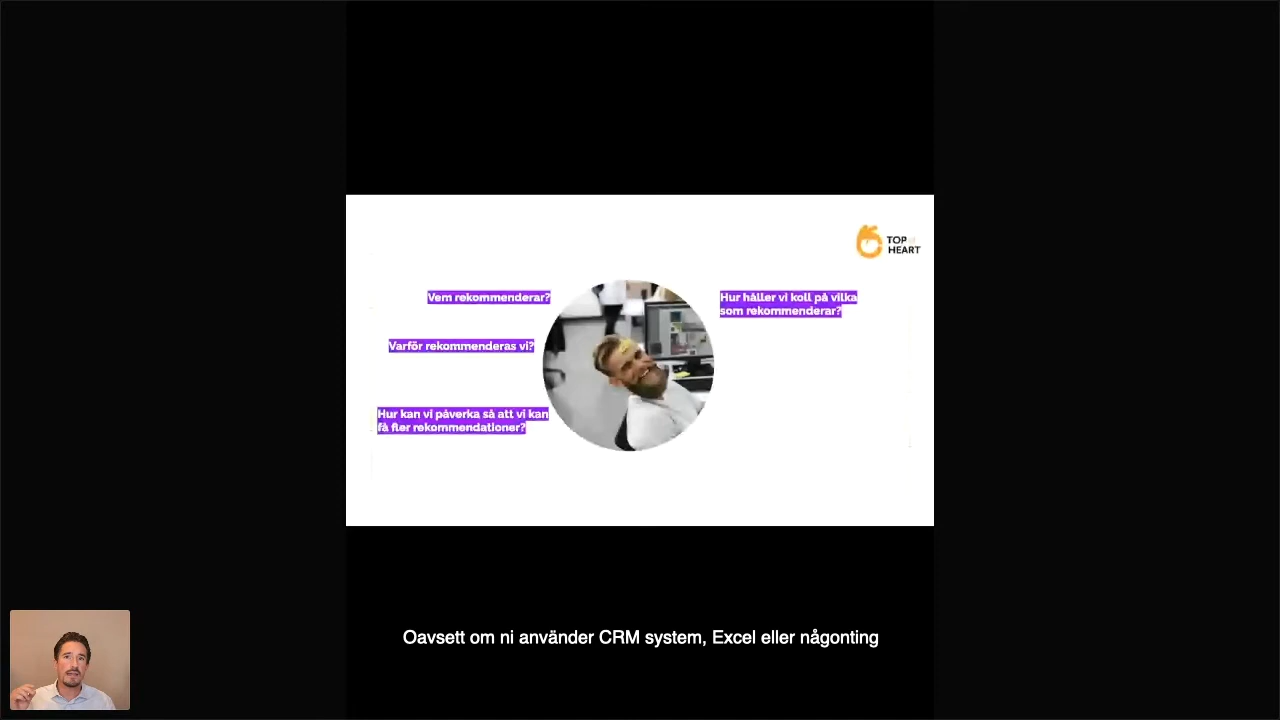 TOP
HEART
Vem rekommenderar?
Hur håller vi koll på vilka
som rekommenderar?
Varför rekommenderas vi?
Hur kan vi påverka så att vi kan
få fler rekommendationer?
Oavsett om ni använder CRM system, Excel eller någonting